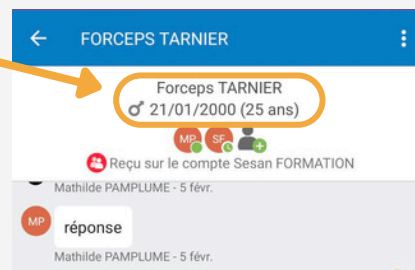 FORCEPS TARNIER
Forceps TARNIER
♂ 21/01/2000 (25 ans)
MP SF
Reçu sur le compte Sesan FORMATION
Mathilde PAMPLUME - 5 févr.
MP réponse
Mathilde PAMPLUME - 5 févr.